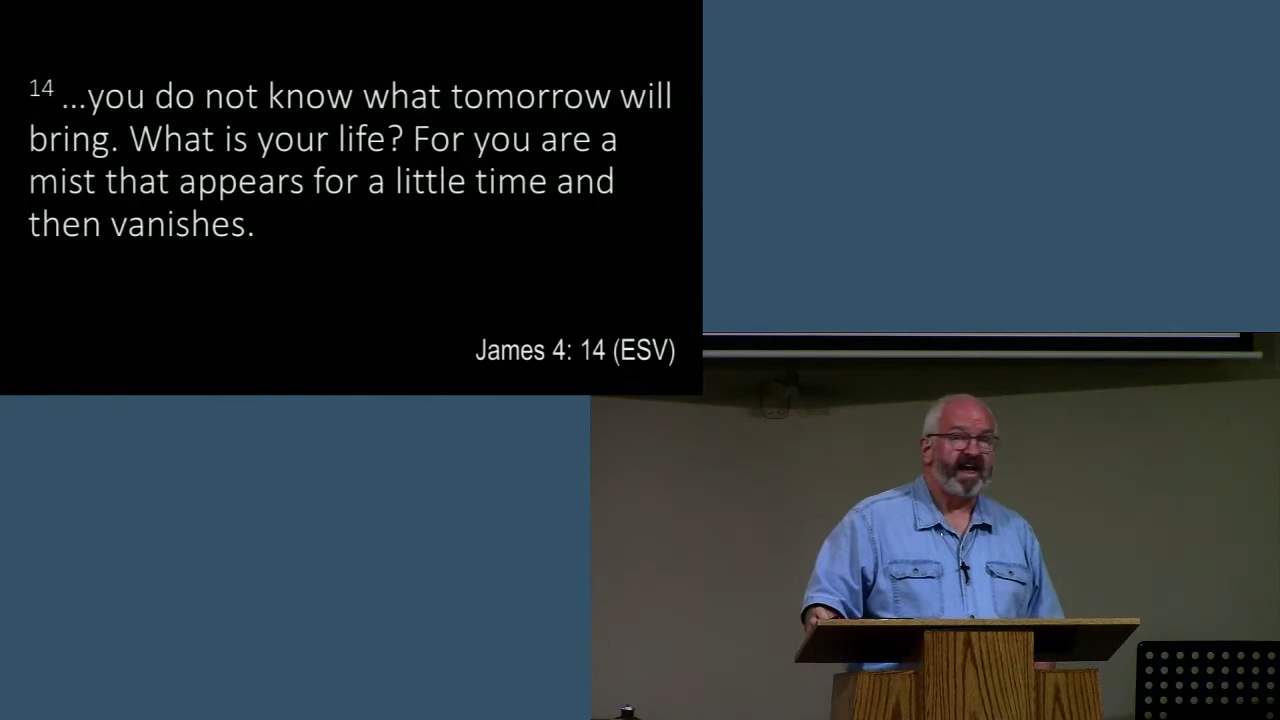 14 ...you do not know what tomorrow will
bring. What is your life? For you are a
mist that appears for a little time and
then vanishes.
James 4: 14 (ESV)